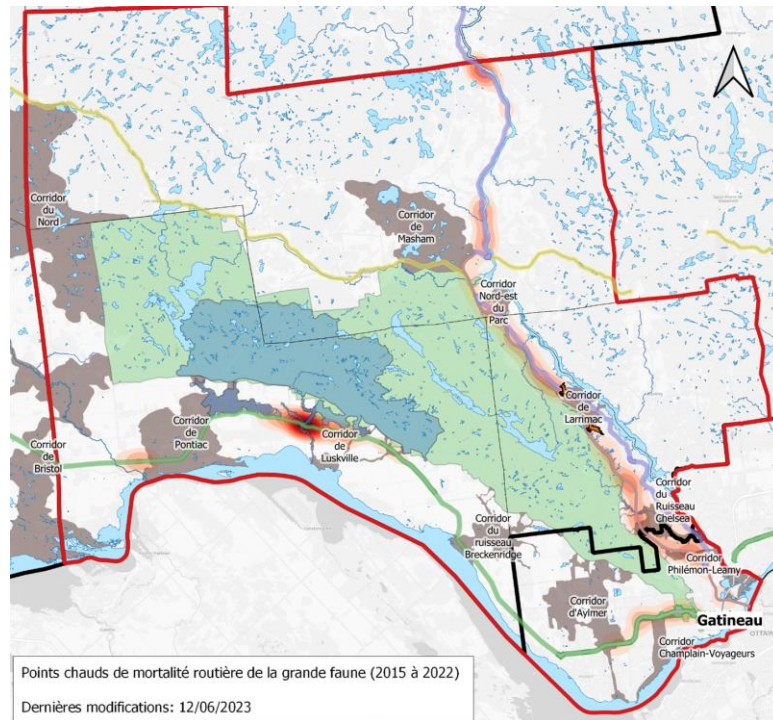 Corridor
du Nord
Corridor
de
Masham
Corridor
Nord-est
du
Parc
Corridor
de
Larrimac
Corridor
de
Pontiac
Corridor
de
Luskville
Corridor
de
Bristol
Corridor
du
Ruisseau
Chelsea
Corridor
du
ruisseau
Breckenridge
Corridor
Philémon-Leamy
Corridor
d'Aylmer
Gatineau
Corridor
Champlain-Voyageurs
Points chauds de mortalité routière de la grande faune (2015 à 2022)
Dernières modifications: 12/06/2023